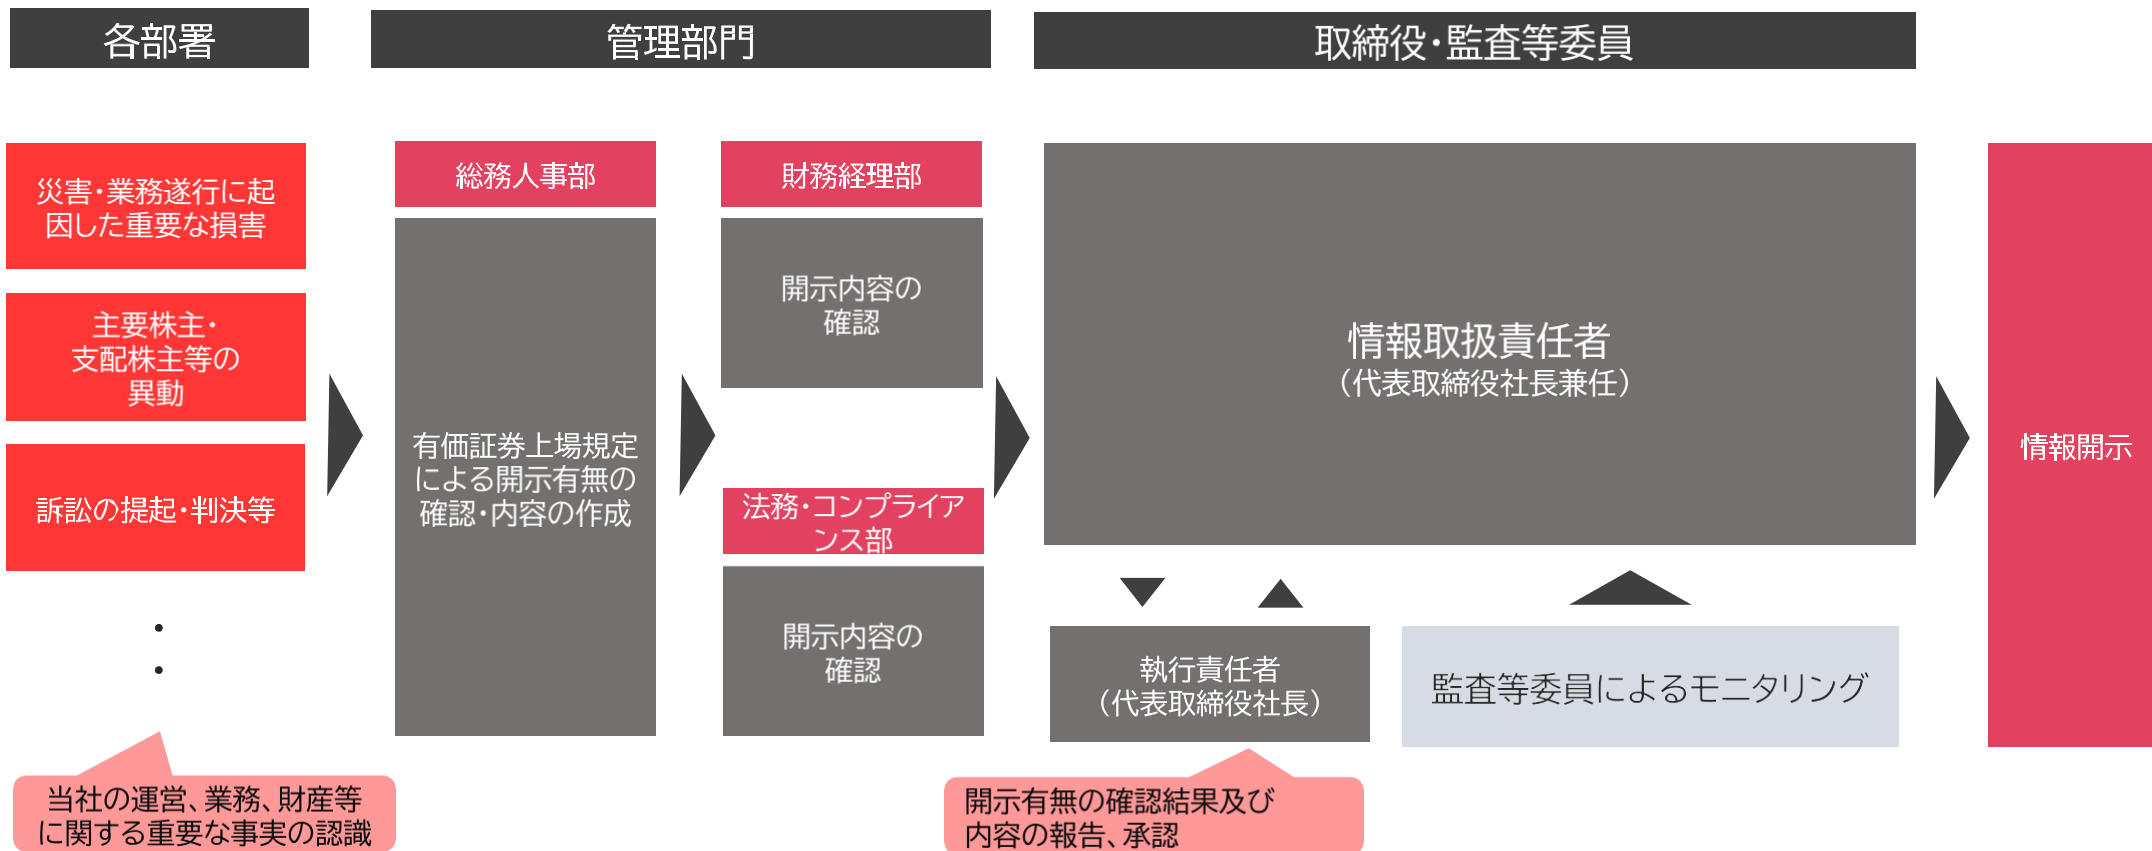 各部署
管理部門
取締役・監査等委員
災害・業務遂行に起
因した重要な損害
主要株主・
支配株主等の
異動
訴訟の提起・判決等
・
・
当社の運営、業務、財産等
に関する重要な事実の認識
総務人事部
有価証券上場規定
による開示有無の
確認・内容の作成
財務経理部
開示内容の
確認
法務・コンプライア
ンス部
開示内容の
確認
情報取扱責任者
（代表取締役社長兼任）
執行責任者
（代表取締役社長）
開示有無の確認結果及び
内容の報告、承認
監査等委員によるモニタリング
情報開示